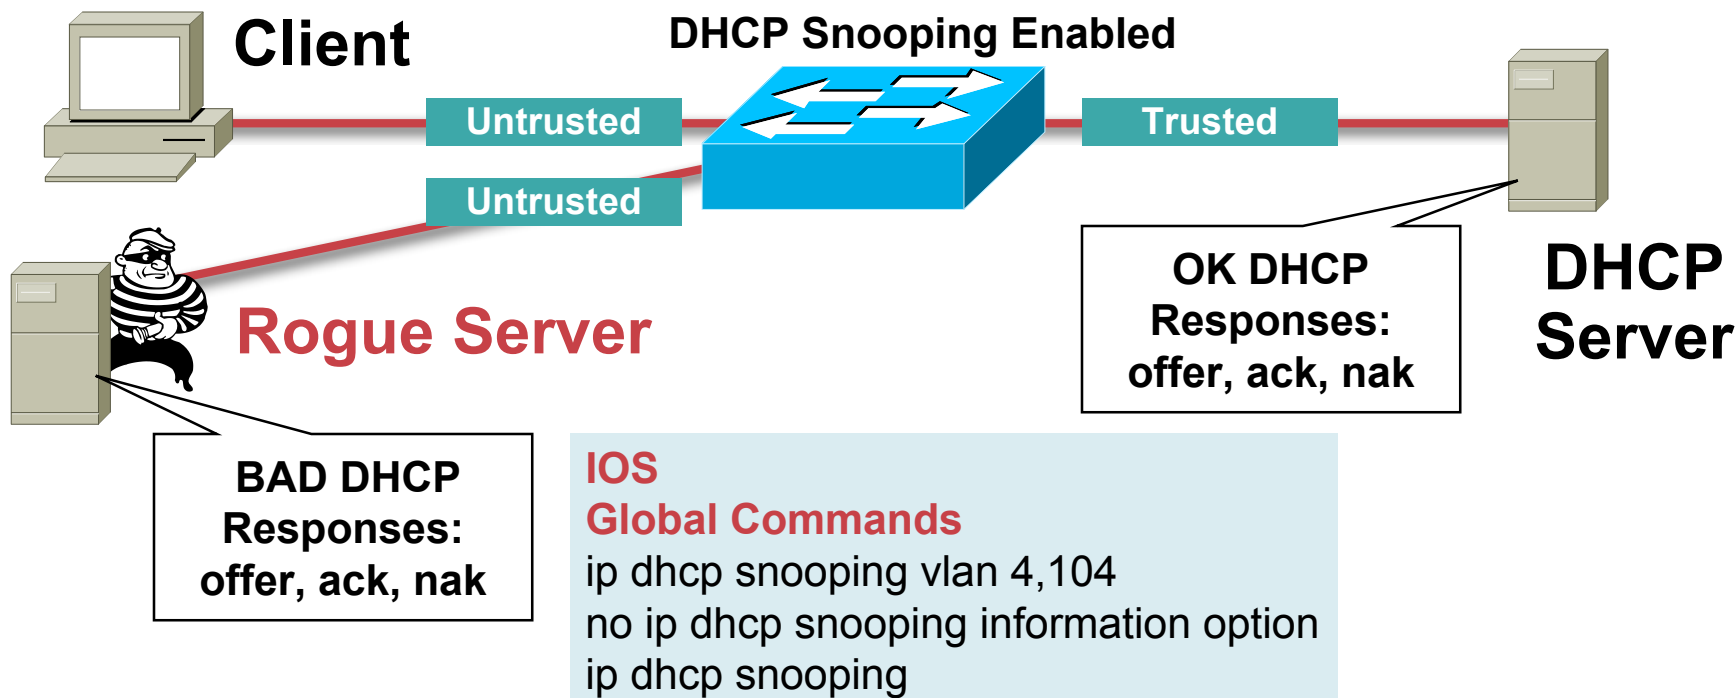 Client
DHCP Snooping Enabled
Untrusted
Trusted
Untrusted
OK DHCP
Responses:
offer, ack, nak
DHCP
Server
Rogue Server
BAD DHCP
Responses:
offer, ack, nak
IOS
Global Commands
ip dhcp snooping vlan 4,104
no ip dhcp snooping information option
ip dhcp snooping